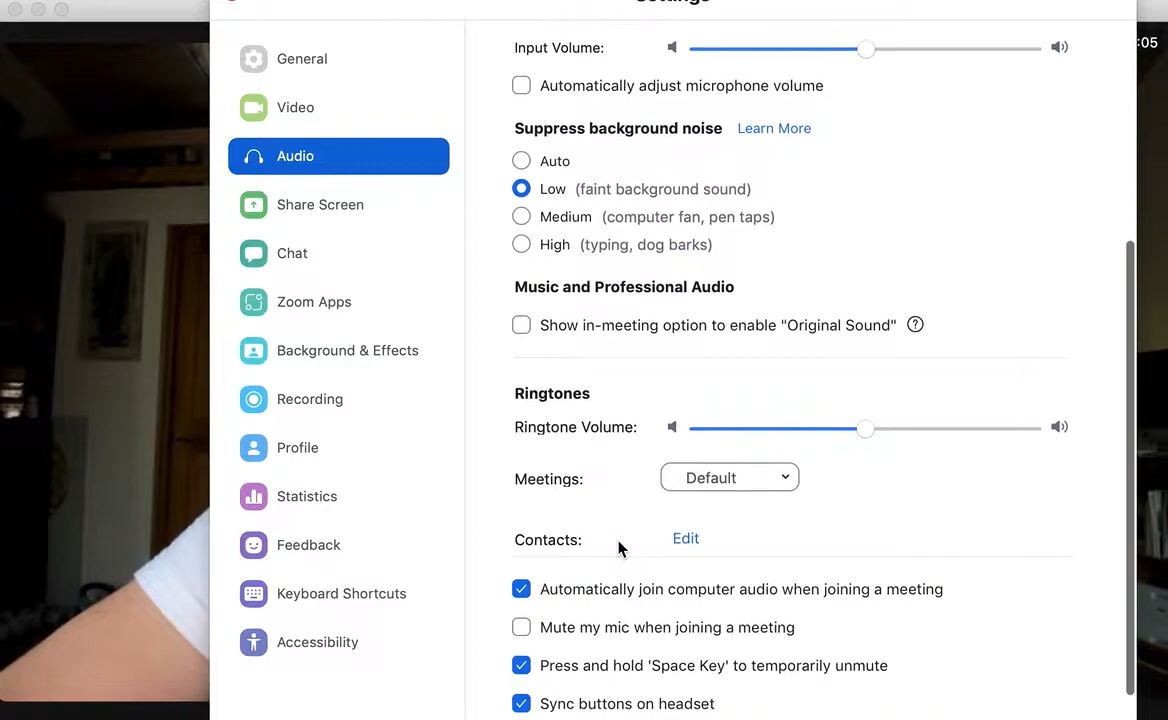 Settings
:05
General
Video
Audio
Share Screen
Chat
Zoom Apps
Background & Effects
Recording
Profile
Statistics
Feedback
Keyboard Shortcuts
Accessibility
Input Volume:
Automatically adjust microphone volume
Suppress background noise Learn More
Auto
Low (faint background sound)
Medium (computer fan, pen taps)
High (typing, dog barks)
Music and Professional Audio
Show in-meeting option to enable "Original Sound" ?
Ringtones
Ringtone Volume:
Meetings: Default
Contacts: Edit
Automatically join computer audio when joining a meeting
Mute my mic when joining a meeting
Press and hold 'Space Key' to temporarily unmute
Sync buttons on headset